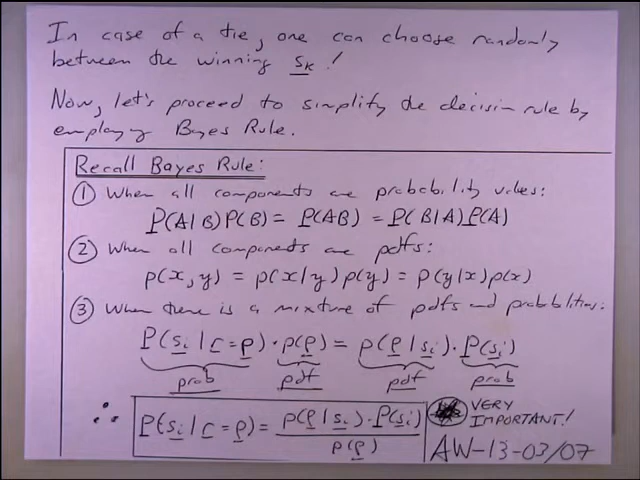 In case of a tie, one can choose randomly
between the winning s_k!
Now, let's proceed to simplify the decision rule by
employing Bayes Rule.
Recall Bayes Rule:
① When all components are probability values:
P(A|B)P(B) = P(AB) = P(B|A)P(A)
② When all components are pdfs:
p(x,y) = p(x|y)p(y) = p(y|x)p(x)
③ When there is a mixture of pdfs and probabilities:
P(s_i|r=ρ)·p(ρ) = p(ρ|s_i)·P(s_i)
prob pdf pdf prob
∴ P(s_i|r=ρ) = p(ρ|s_i)·P(s_i) / p(ρ)
VERY
IMPORTANT!
AW-13-03/07